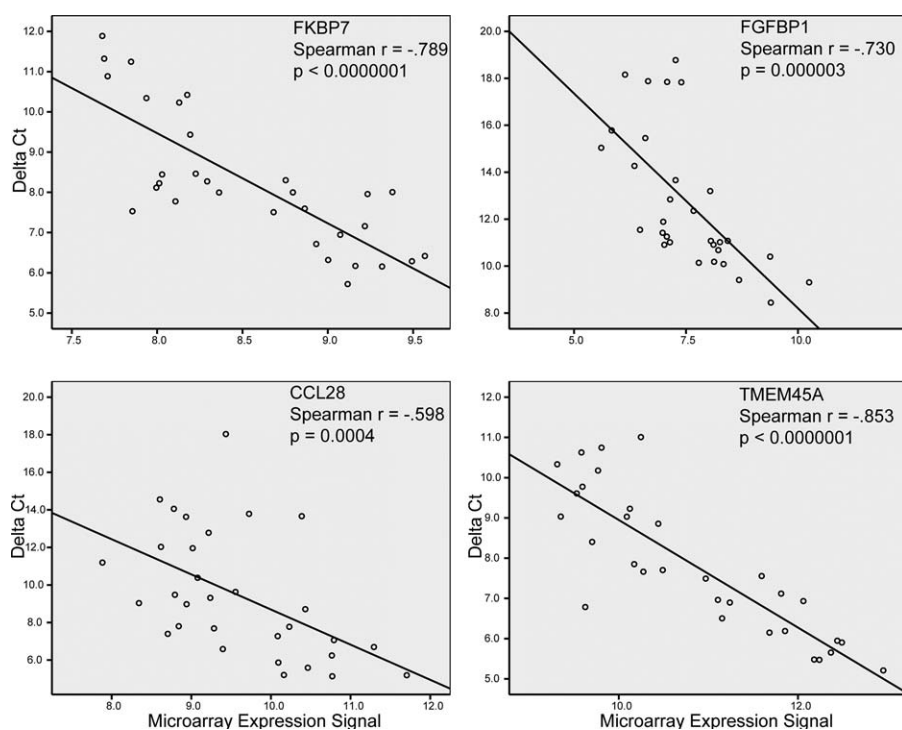 FKBP7
Spearman r = -.789
p < 0.0000001
12.0
11.0
10.0
9.0
8.0
7.0
6.0
5.0
Delta Ct
7.5 8.0 8.5 9.0 9.5
FGFBP1
Spearman r = -.730
p = 0.000003
20.0
18.0
16.0
14.0
12.0
10.0
8.0
5.0 7.5 10.0
CCL28
Spearman r = -.598
p = 0.0004
20.0
18.0
16.0
14.0
12.0
10.0
8.0
6.0
Delta Ct
8.0 9.0 10.0 11.0 12.0
Microarray Expression Signal
TMEM45A
Spearman r = -.853
p < 0.0000001
12.0
11.0
10.0
9.0
8.0
7.0
6.0
5.0
Delta Ct
10.0 12.0
Microarray Expression Signal